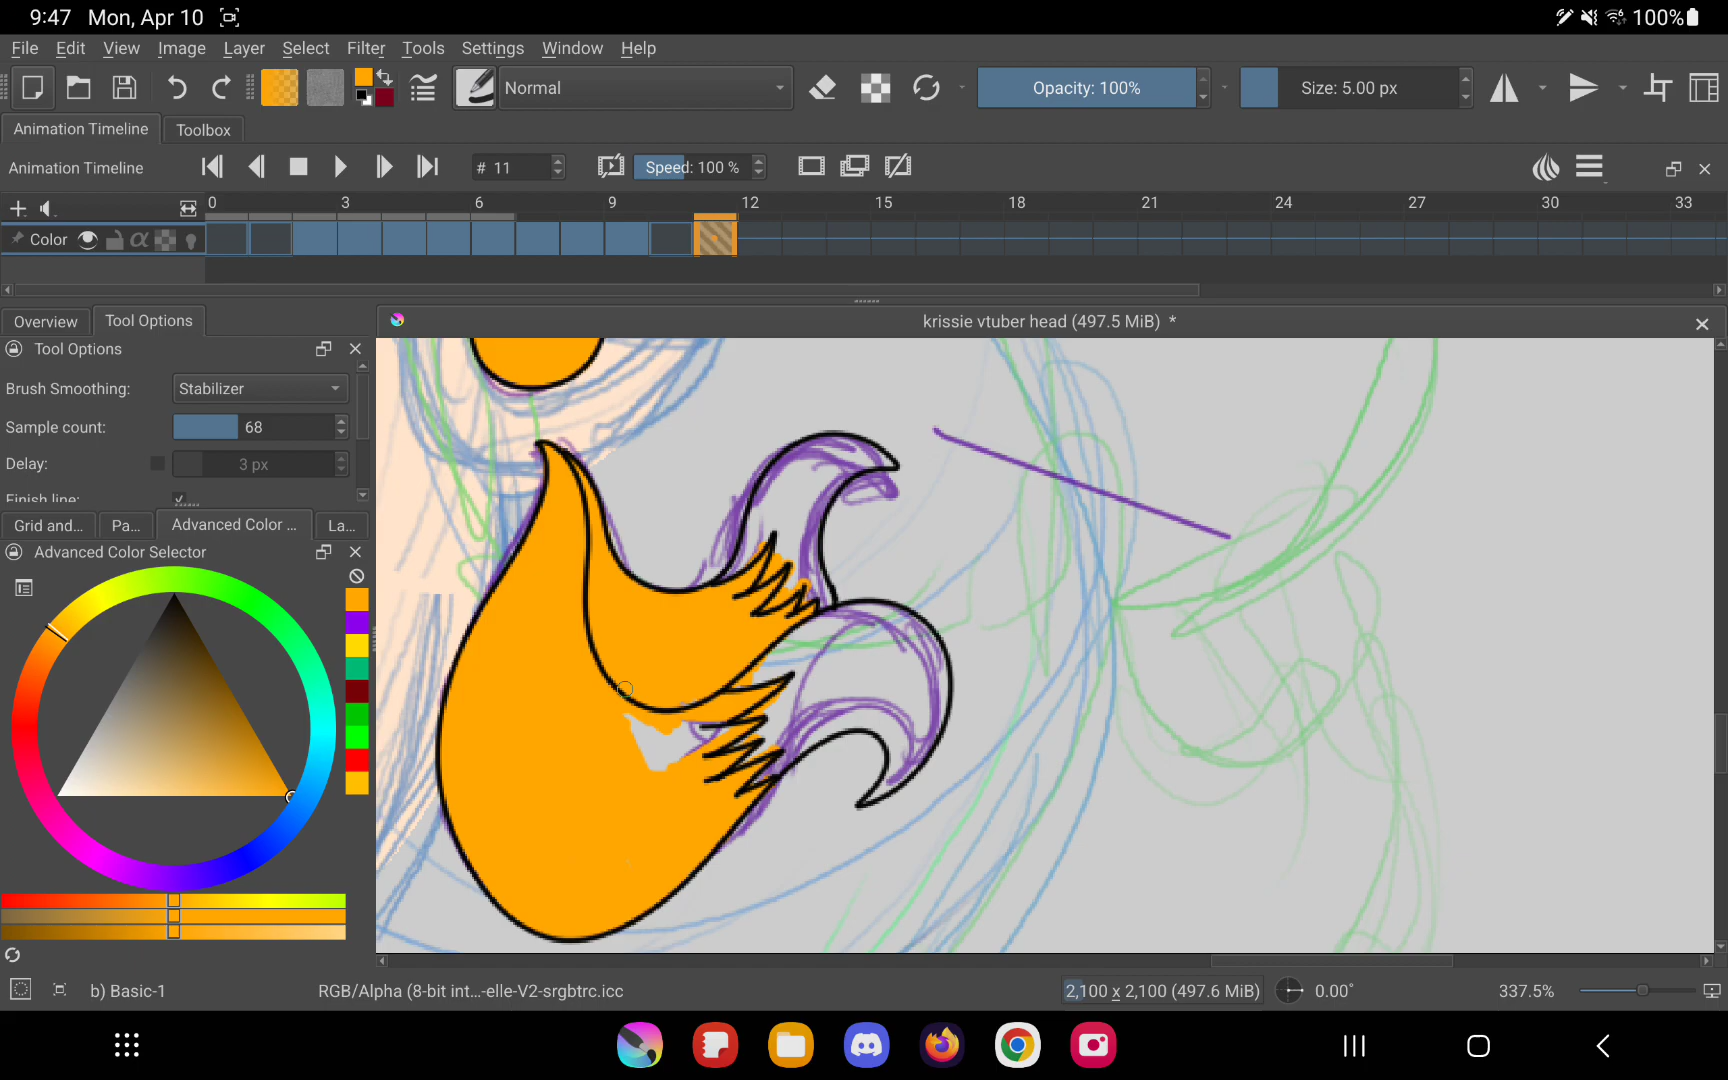 9:47 Mon, Apr 10 100%
File Edit View Image Layer Select Filter Tools Settings Window Help
Normal Opacity: 100% Size: 5.00 px
Animation Timeline Toolbox
Animation Timeline # 11 Speed: 100 %
0 3 6 9 12 15 18 21 24 27 30 33
Color
Overview Tool Options
krissie vtuber head (497.5 MiB) *
Tool Options
Brush Smoothing: Stabilizer
Sample count: 68
Delay: 3 px
Finish line:
Grid and... Pa... Advanced Color ... La...
Advanced Color Selector
b) Basic-1 RGB/Alpha (8-bit int...-elle-V2-srgbtrc.icc 2,100 x 2,100 (497.6 MiB) 0.00° 337.5%